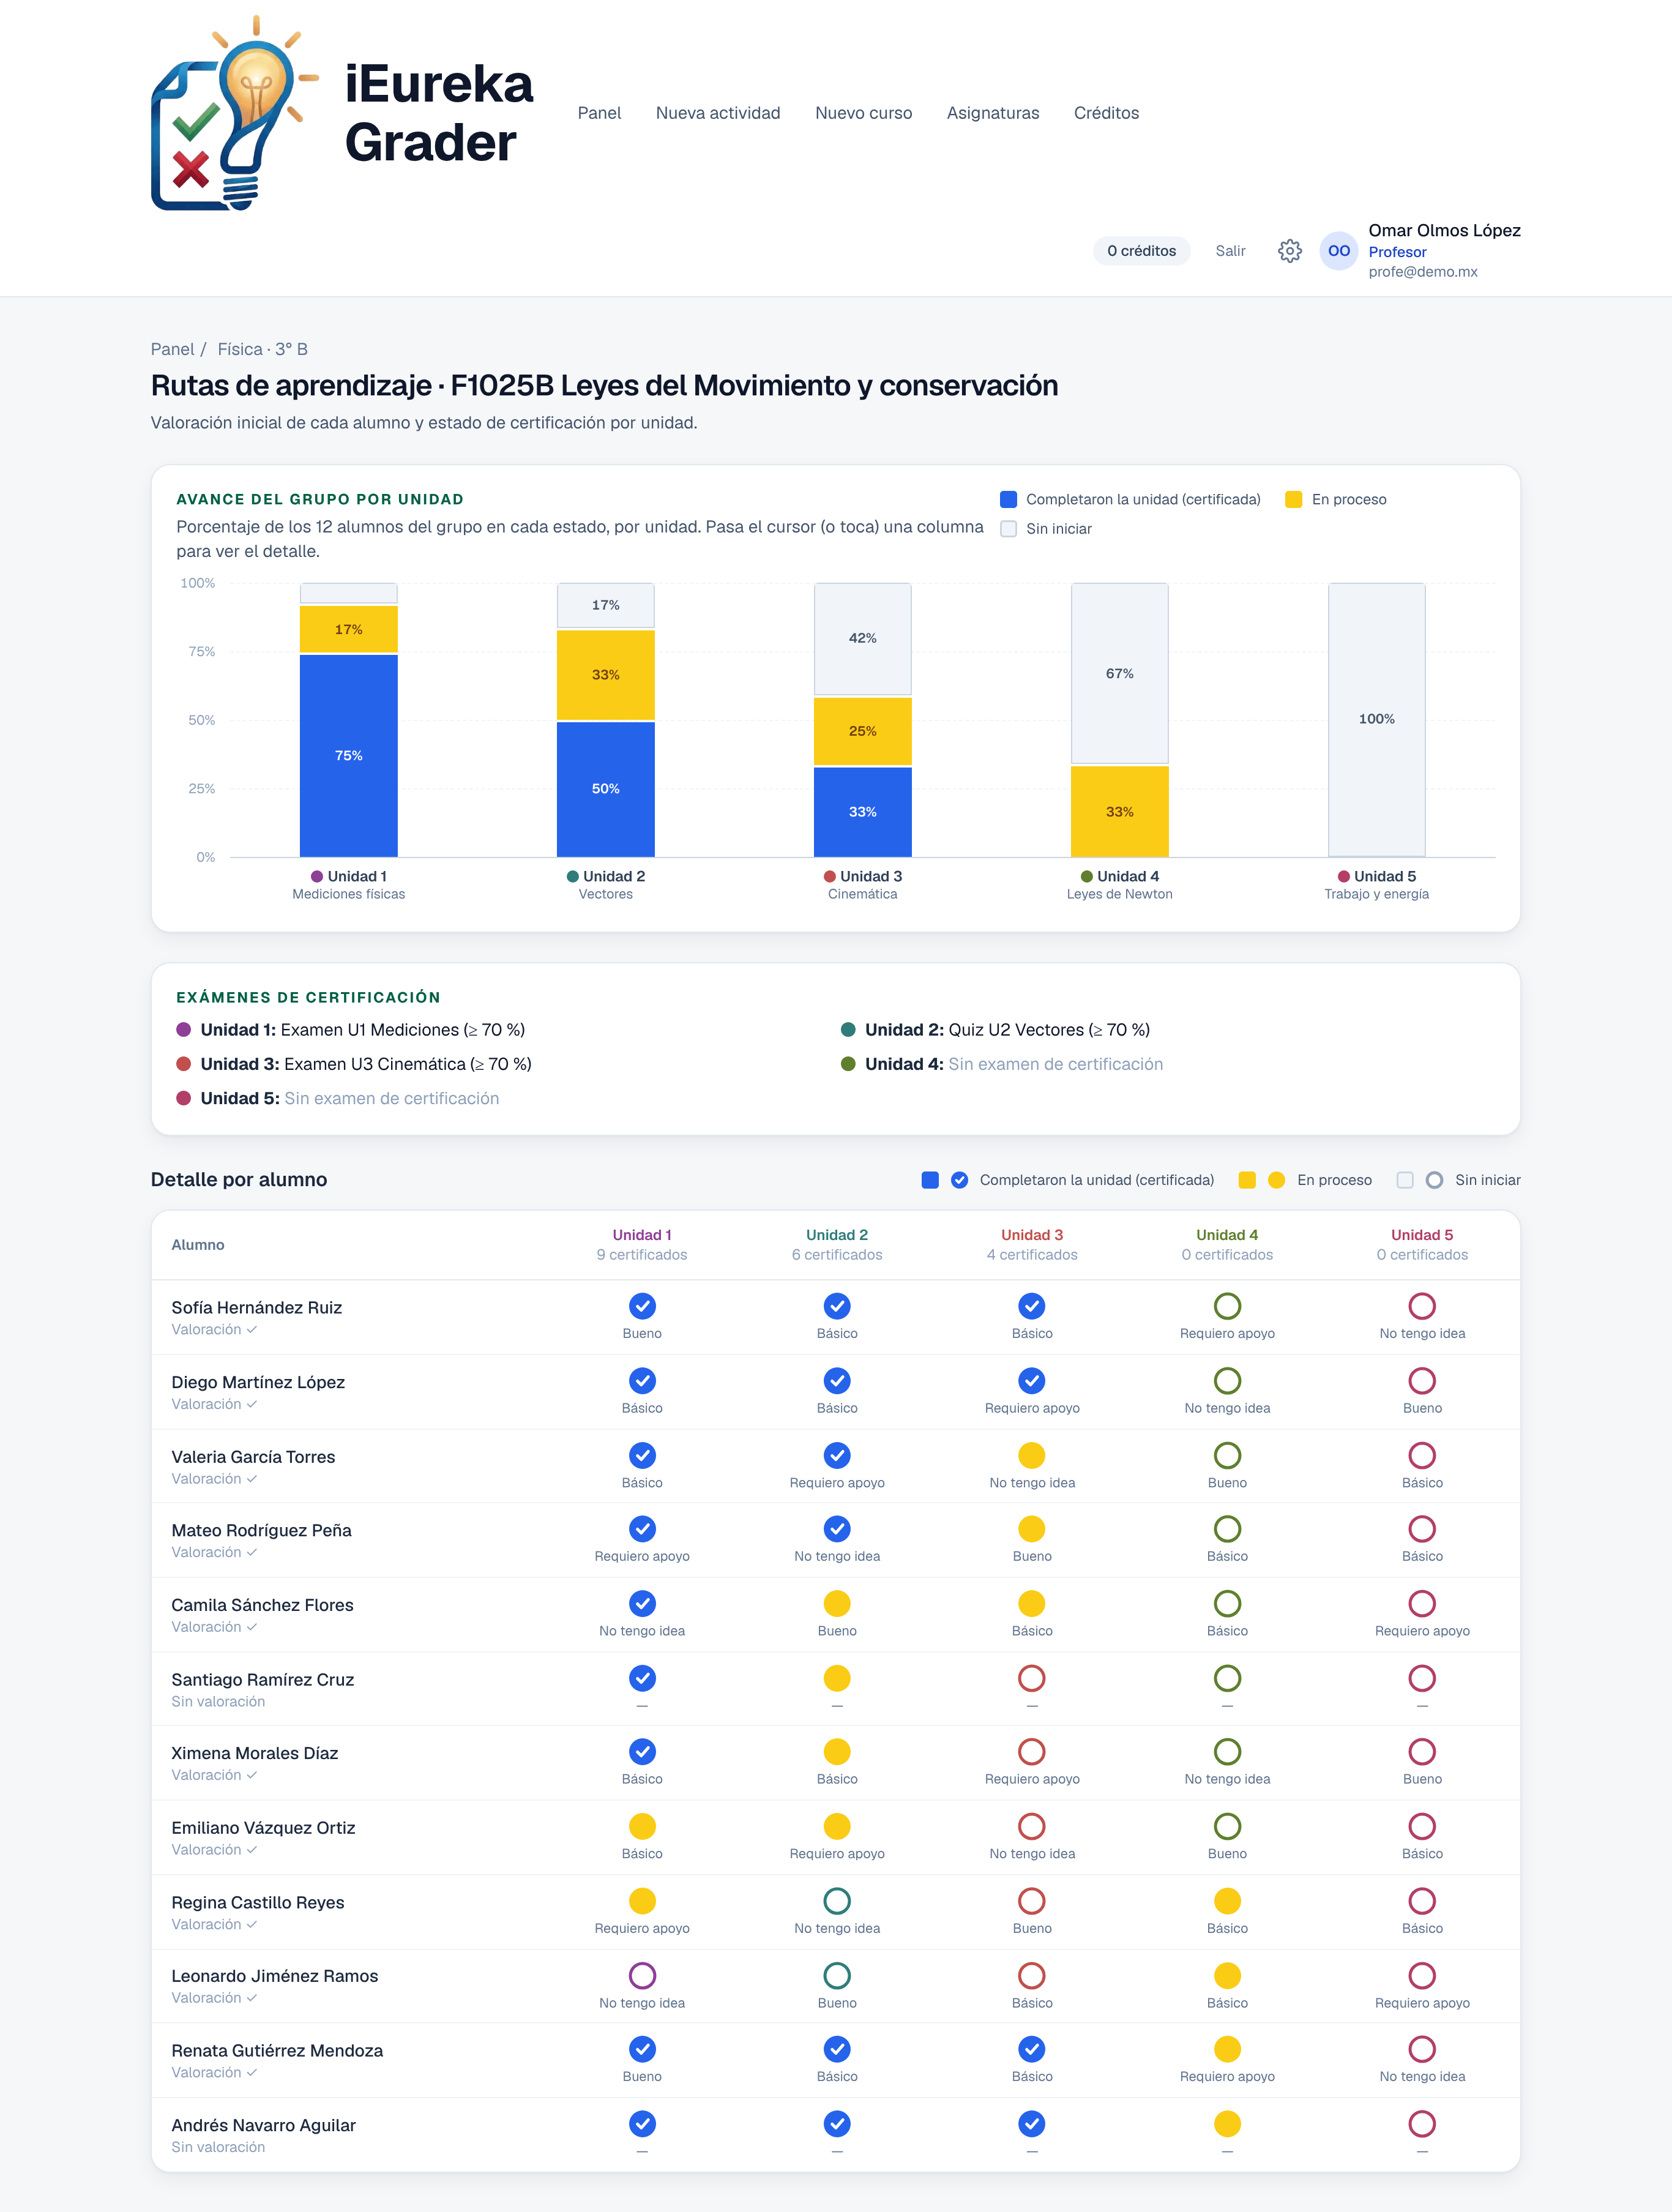 iEureka
Grader
Panel
Nueva actividad
Nuevo curso
Asignaturas
Créditos
0 créditos
Salir
OO
Omar Olmos López
Profesor
profe@demo.mx
Panel / Física · 3° B
Rutas de aprendizaje · F1025B Leyes del Movimiento y conservación
Valoración inicial de cada alumno y estado de certificación por unidad.
AVANCE DEL GRUPO POR UNIDAD
Porcentaje de los 12 alumnos del grupo en cada estado, por unidad. Pasa el cursor (o toca) una columna
para ver el detalle.
Completaron la unidad (certificada)
En proceso
Sin iniciar
100%
75%
50%
25%
0%
17%
75%
17%
33%
50%
42%
25%
33%
67%
33%
100%
Unidad 1
Mediciones físicas
Unidad 2
Vectores
Unidad 3
Cinemática
Unidad 4
Leyes de Newton
Unidad 5
Trabajo y energía
EXÁMENES DE CERTIFICACIÓN
Unidad 1: Examen U1 Mediciones (≥ 70 %)
Unidad 2: Quiz U2 Vectores (≥ 70 %)
Unidad 3: Examen U3 Cinemática (≥ 70 %)
Unidad 4: Sin examen de certificación
Unidad 5: Sin examen de certificación
Detalle por alumno
Completaron la unidad (certificada)
En proceso
Sin iniciar
Alumno
Unidad 1
9 certificados
Unidad 2
6 certificados
Unidad 3
4 certificados
Unidad 4
0 certificados
Unidad 5
0 certificados
Sofía Hernández Ruiz
Valoración ✓
Bueno
Básico
Básico
Requiero apoyo
No tengo idea
Diego Martínez López
Valoración ✓
Básico
Básico
Requiero apoyo
No tengo idea
Bueno
Valeria García Torres
Valoración ✓
Básico
Requiero apoyo
No tengo idea
Bueno
Básico
Mateo Rodríguez Peña
Valoración ✓
Requiero apoyo
No tengo idea
Bueno
Básico
Básico
Camila Sánchez Flores
Valoración ✓
No tengo idea
Bueno
Básico
Básico
Requiero apoyo
Santiago Ramírez Cruz
Sin valoración
—
—
—
—
—
Ximena Morales Díaz
Valoración ✓
Básico
Básico
Requiero apoyo
No tengo idea
Bueno
Emiliano Vázquez Ortiz
Valoración ✓
Básico
Requiero apoyo
No tengo idea
Bueno
Básico
Regina Castillo Reyes
Valoración ✓
Requiero apoyo
No tengo idea
Bueno
Básico
Básico
Leonardo Jiménez Ramos
Valoración ✓
No tengo idea
Bueno
Básico
Básico
Requiero apoyo
Renata Gutiérrez Mendoza
Valoración ✓
Bueno
Básico
Básico
Requiero apoyo
No tengo idea
Andrés Navarro Aguilar
Sin valoración
—
—
—
—
—